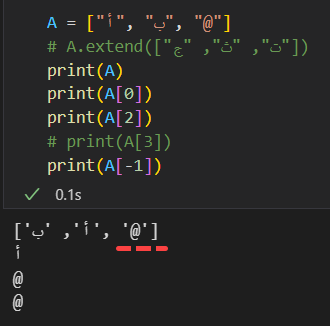 A = ["أ", "ب", "@"]
# A.extend(["ت", "ث", "ج"])
print(A)
print(A[0])
print(A[2])
# print(A[3])
print(A[-1])
0.1s
['أ', 'ب', '@']
أ
@
@